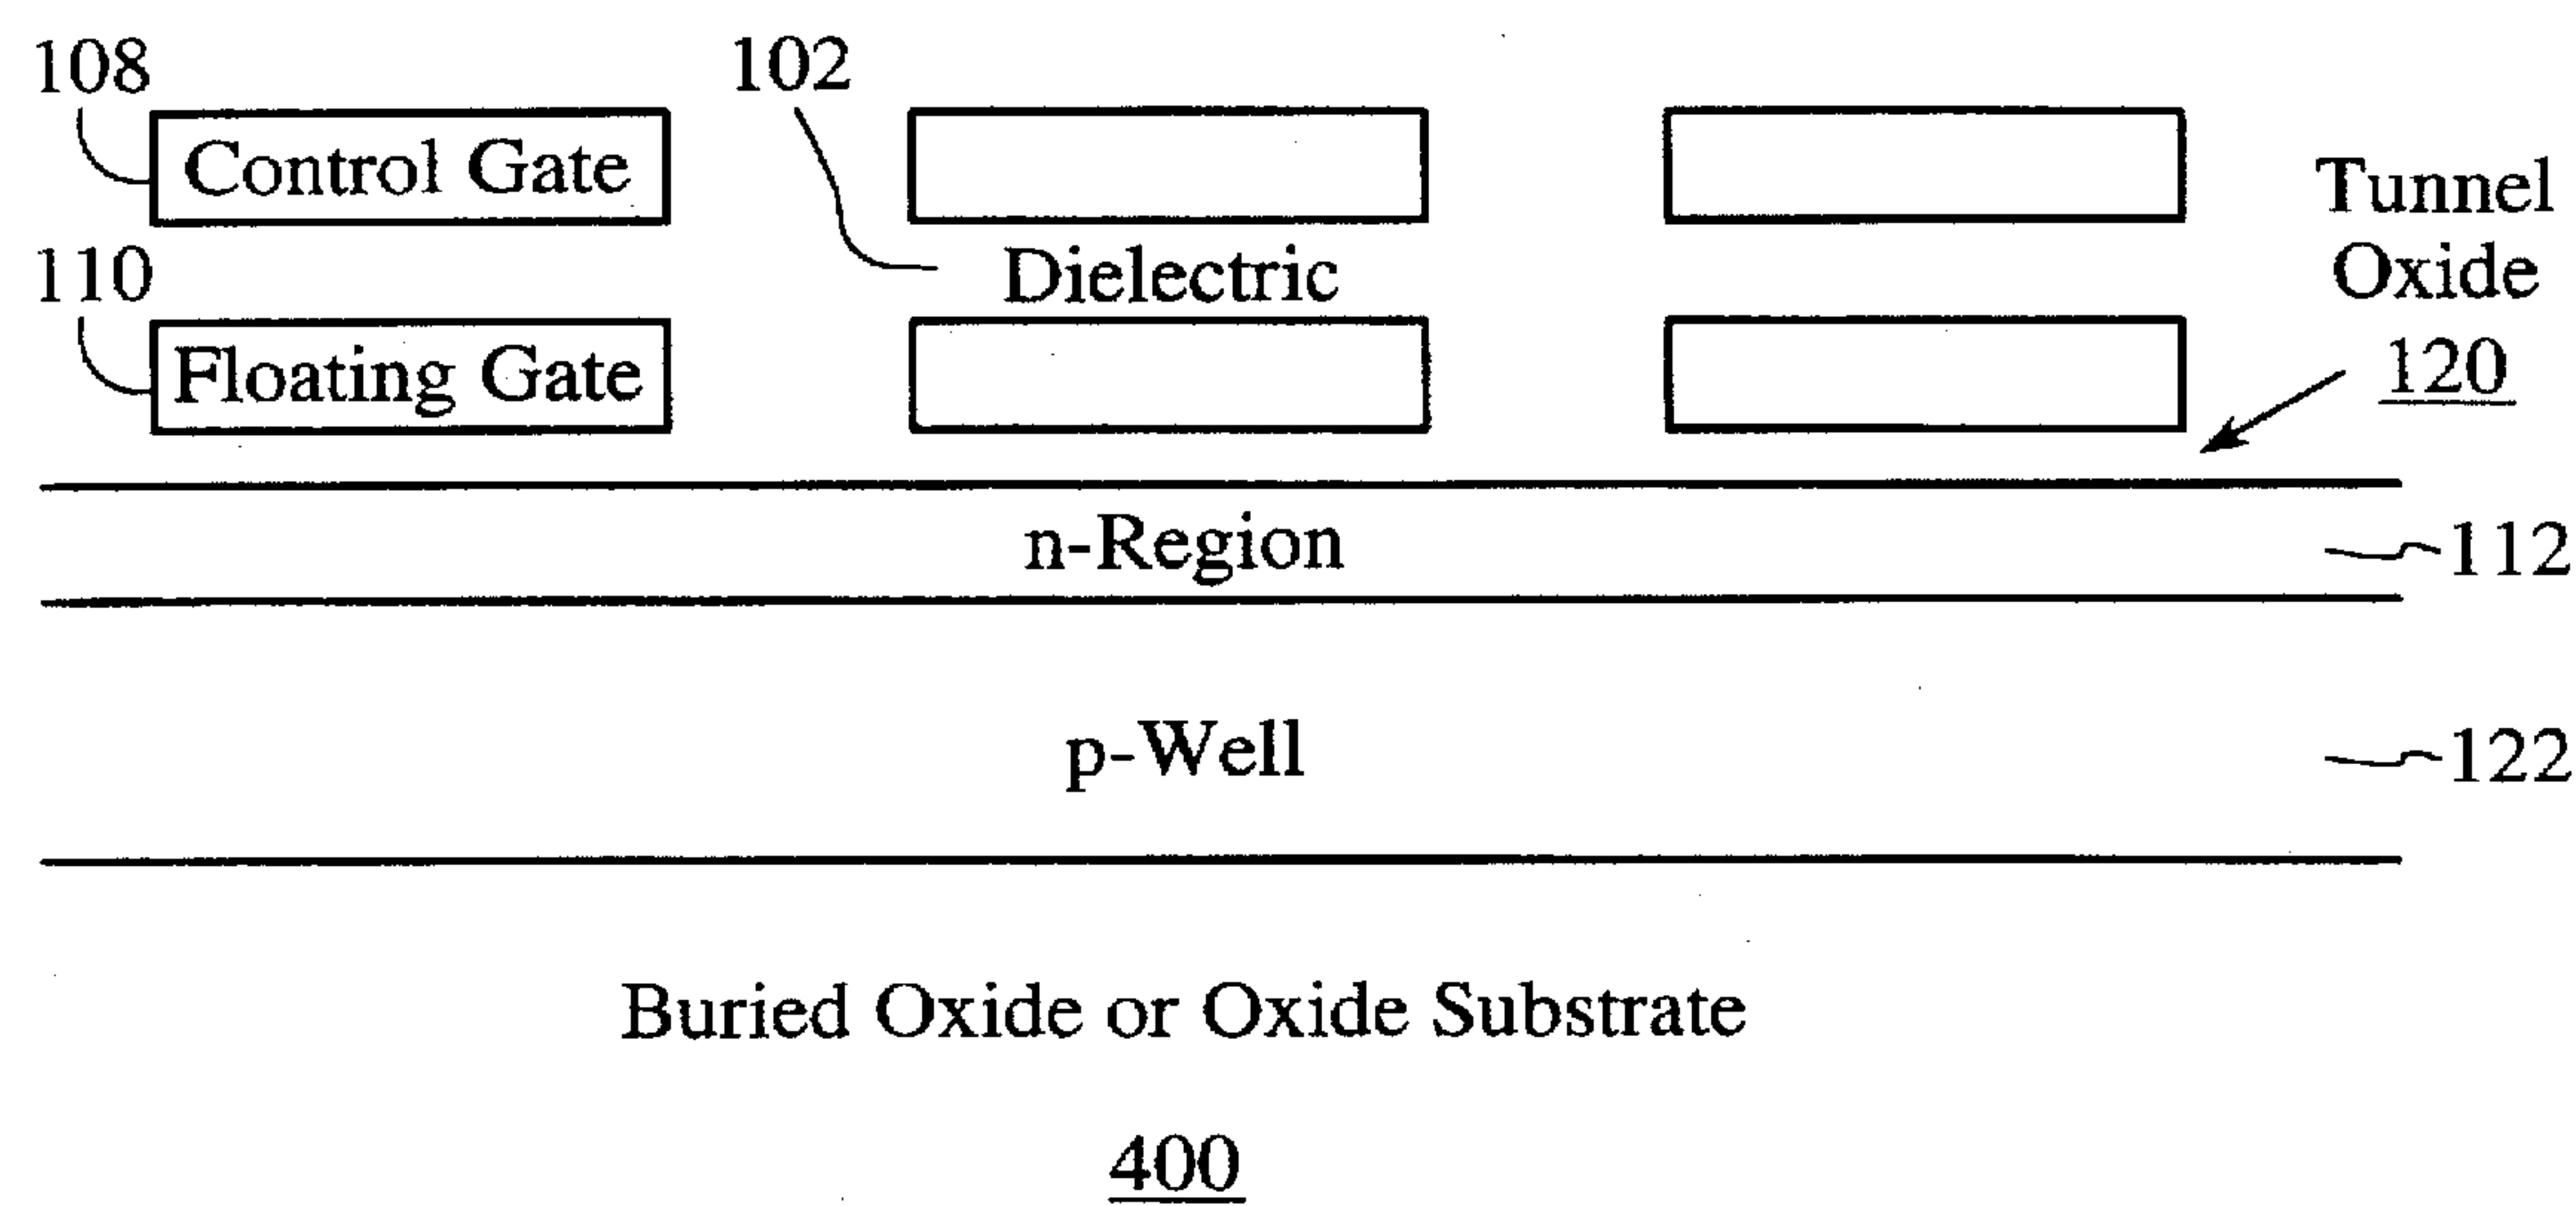 108
102
Control Gate
Tunnel
Oxide
120
110
Dielectric
Floating Gate
n-Region
112
p-Well
122
Buried Oxide or Oxide Substrate
400